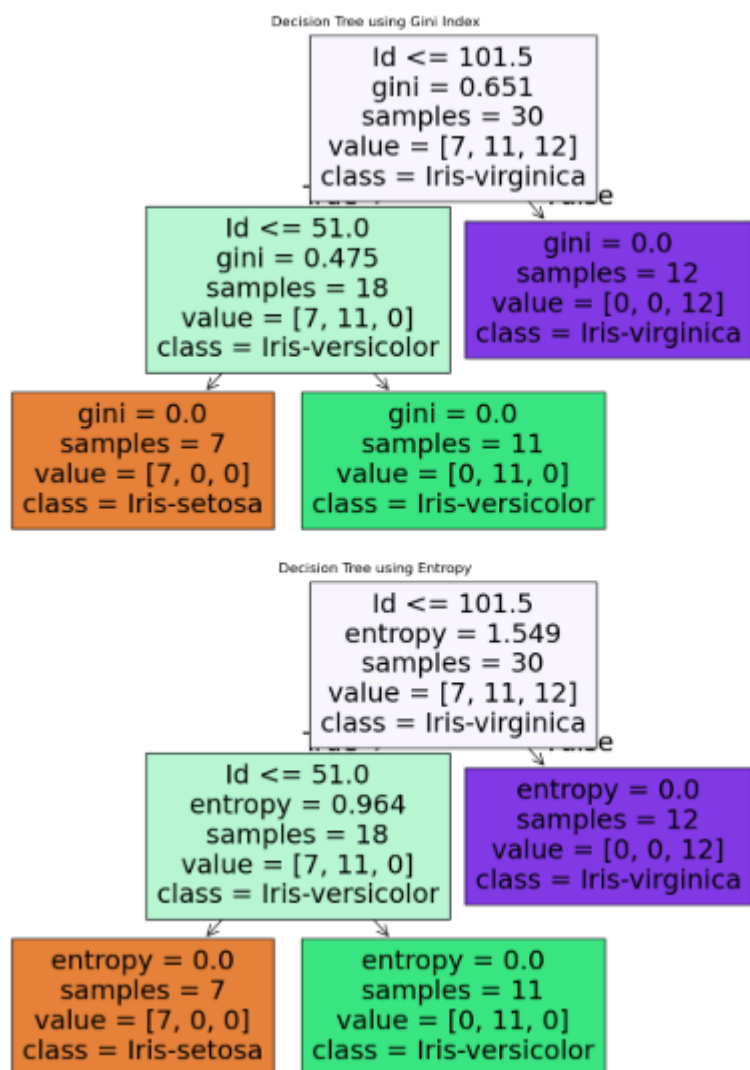 Decision Tree using Gini Index
Id <= 101.5
gini = 0.651
samples = 30
value = [7, 11, 12]
class = Iris-virginica
Id <= 51.0
gini = 0.475
samples = 18
value = [7, 11, 0]
class = Iris-versicolor
gini = 0.0
samples = 12
value = [0, 0, 12]
class = Iris-virginica
gini = 0.0
samples = 7
value = [7, 0, 0]
class = Iris-setosa
gini = 0.0
samples = 11
value = [0, 11, 0]
class = Iris-versicolor
Decision Tree using Entropy
Id <= 101.5
entropy = 1.549
samples = 30
value = [7, 11, 12]
class = Iris-virginica
Id <= 51.0
entropy = 0.964
samples = 18
value = [7, 11, 0]
class = Iris-versicolor
entropy = 0.0
samples = 12
value = [0, 0, 12]
class = Iris-virginica
entropy = 0.0
samples = 7
value = [7, 0, 0]
class = Iris-setosa
entropy = 0.0
samples = 11
value = [0, 11, 0]
class = Iris-versicolor